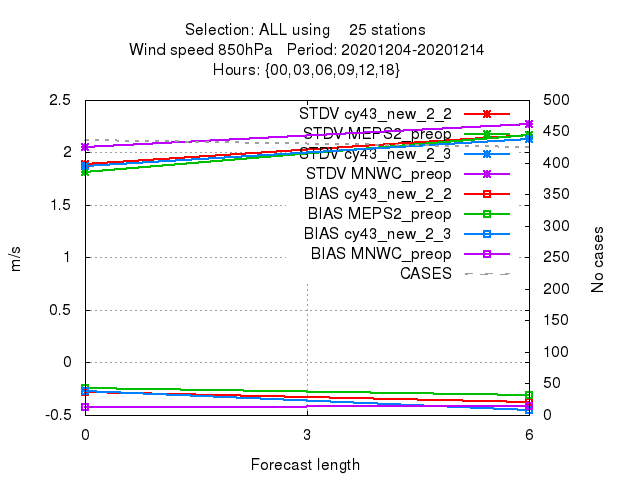 Selection: ALL using 25 stations
Wind speed 850hPa Period: 20201204-20201214
Hours: {00,03,06,09,12,18}
2.5
2
1.5
1
0.5
0
-0.5
m/s
500
450
400
350
300
250
200
150
100
50
0
No cases
STDV cy43_new_2_2
STDV MEPS2_preop
STDV cy43_new_2_3
STDV MNWC_preop
BIAS cy43_new_2_2
BIAS MEPS2_preop
BIAS cy43_new_2_3
BIAS MNWC_preop
CASES
0 3 6
Forecast length